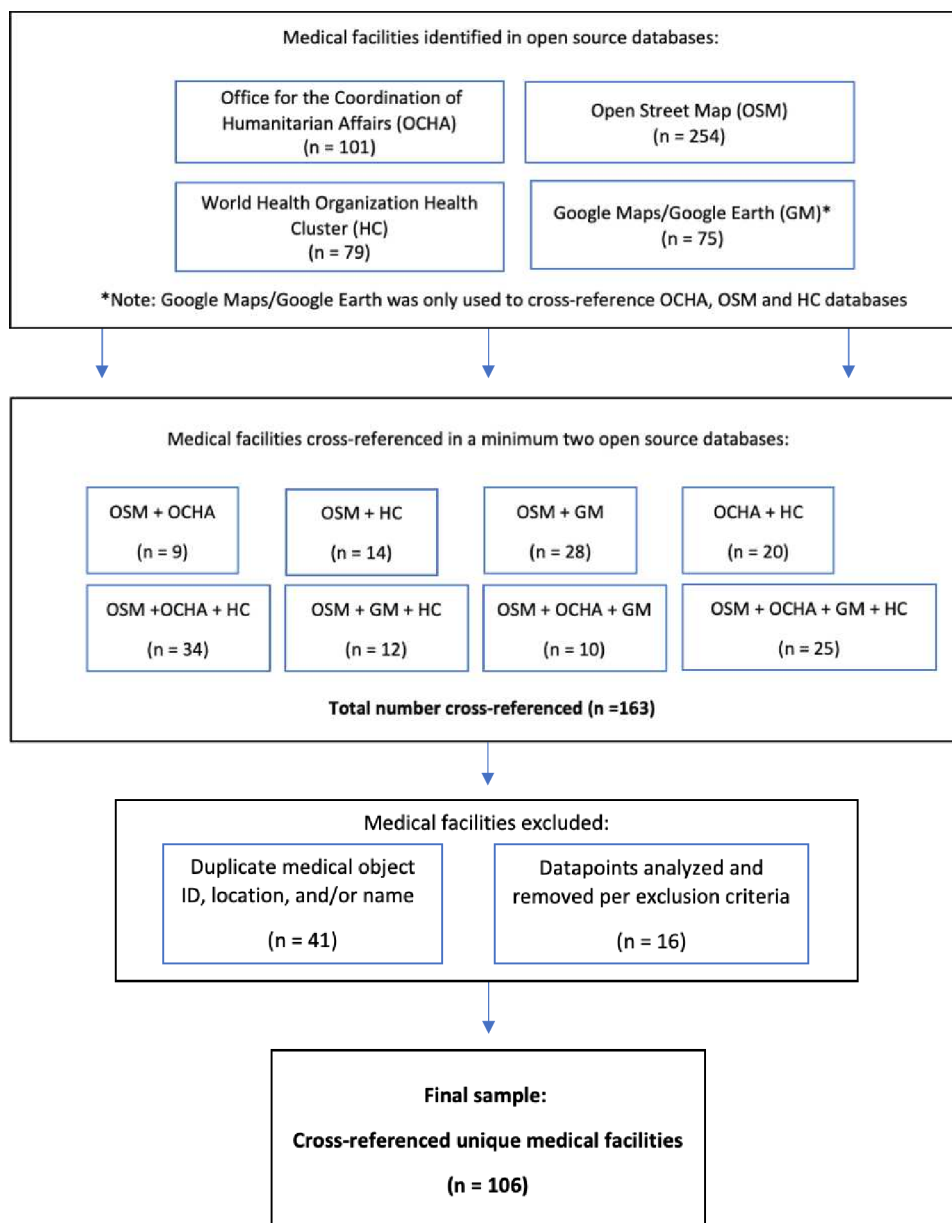 Medical facilities identified in open source databases:
Office for the Coordination of
Humanitarian Affairs (OCHA)
(n = 101)
Open Street Map (OSM)
(n = 254)
World Health Organization Health
Cluster (HC)
(n = 79)
Google Maps/Google Earth (GM)*
(n = 75)
*Note: Google Maps/Google Earth was only used to cross-reference OCHA, OSM and HC databases
Medical facilities cross-referenced in a minimum two open source databases:
OSM + OCHA
(n = 9)
OSM + HC
(n = 14)
OSM + GM
(n = 28)
OCHA + HC
(n = 20)
OSM +OCHA + HC
(n = 34)
OSM + GM + HC
(n = 12)
OSM + OCHA + GM
(n = 10)
OSM + OCHA + GM + HC
(n = 25)
Total number cross-referenced (n =163)
Medical facilities excluded:
Duplicate medical object
ID, location, and/or name
(n = 41)
Datapoints analyzed and
removed per exclusion criteria
(n = 16)
Final sample:
Cross-referenced unique medical facilities
(n = 106)